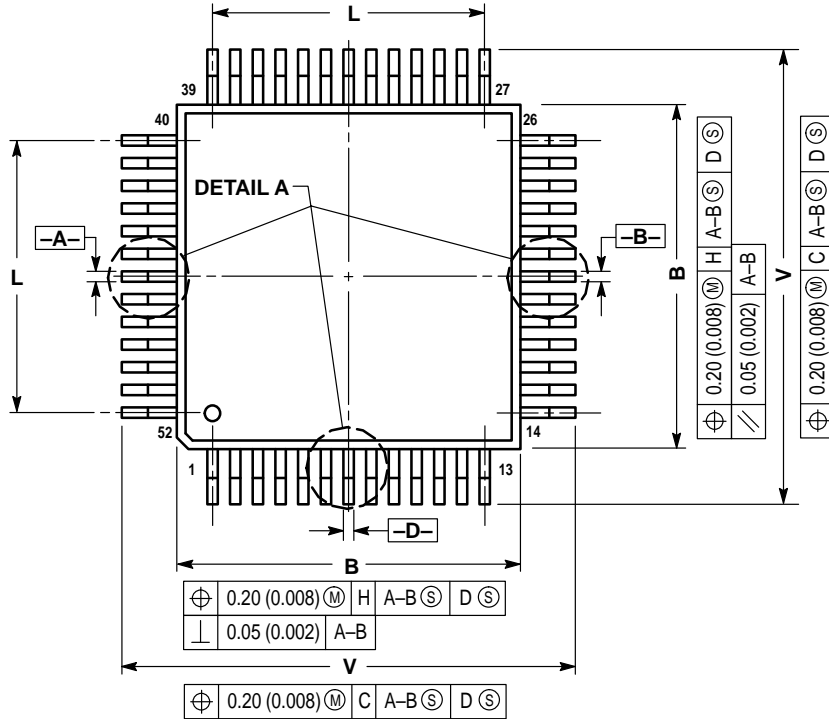 L
39
27
40
26
DETAIL A
–A–
–B–
L
B
V
⌖ 0.20 (0.008) Ⓜ H A–B Ⓢ D Ⓢ
// 0.05 (0.002) A–B
⌖ 0.20 (0.008) Ⓜ C A–B Ⓢ D Ⓢ
52
14
1
13
–D–
B
⌖ 0.20 (0.008) Ⓜ H A–B Ⓢ D Ⓢ
⊥ 0.05 (0.002) A–B
V
⌖ 0.20 (0.008) Ⓜ C A–B Ⓢ D Ⓢ